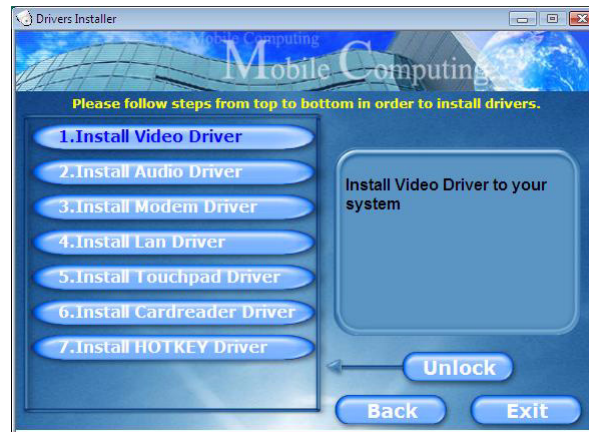 Drivers Installer
Mobile Computing
Mobile Computing
Please follow steps from top to bottom in order to install drivers.
1.Install Video Driver
2.Install Audio Driver
3.Install Modem Driver
4.Install Lan Driver
5.Install Touchpad Driver
6.Install Cardreader Driver
7.Install HOTKEY Driver
Install Video Driver to your
system
Unlock
Back
Exit